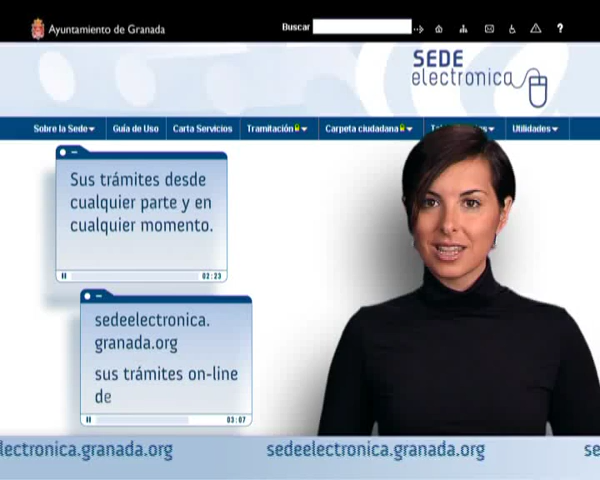 Ayuntamiento de Granada
Buscar
SEDE
electronica
Sobre la Sede
Guía de Uso
Carta Servicios
Tramitación
Carpeta ciudadana
Utilidades
Sus trámites desde
cualquier parte y en
cualquier momento.
02:23
sedeelectronica.
granada.org
sus trámites on-line
de
03:07
lectronica.granada.org
sedeelectronica.granada.org
se